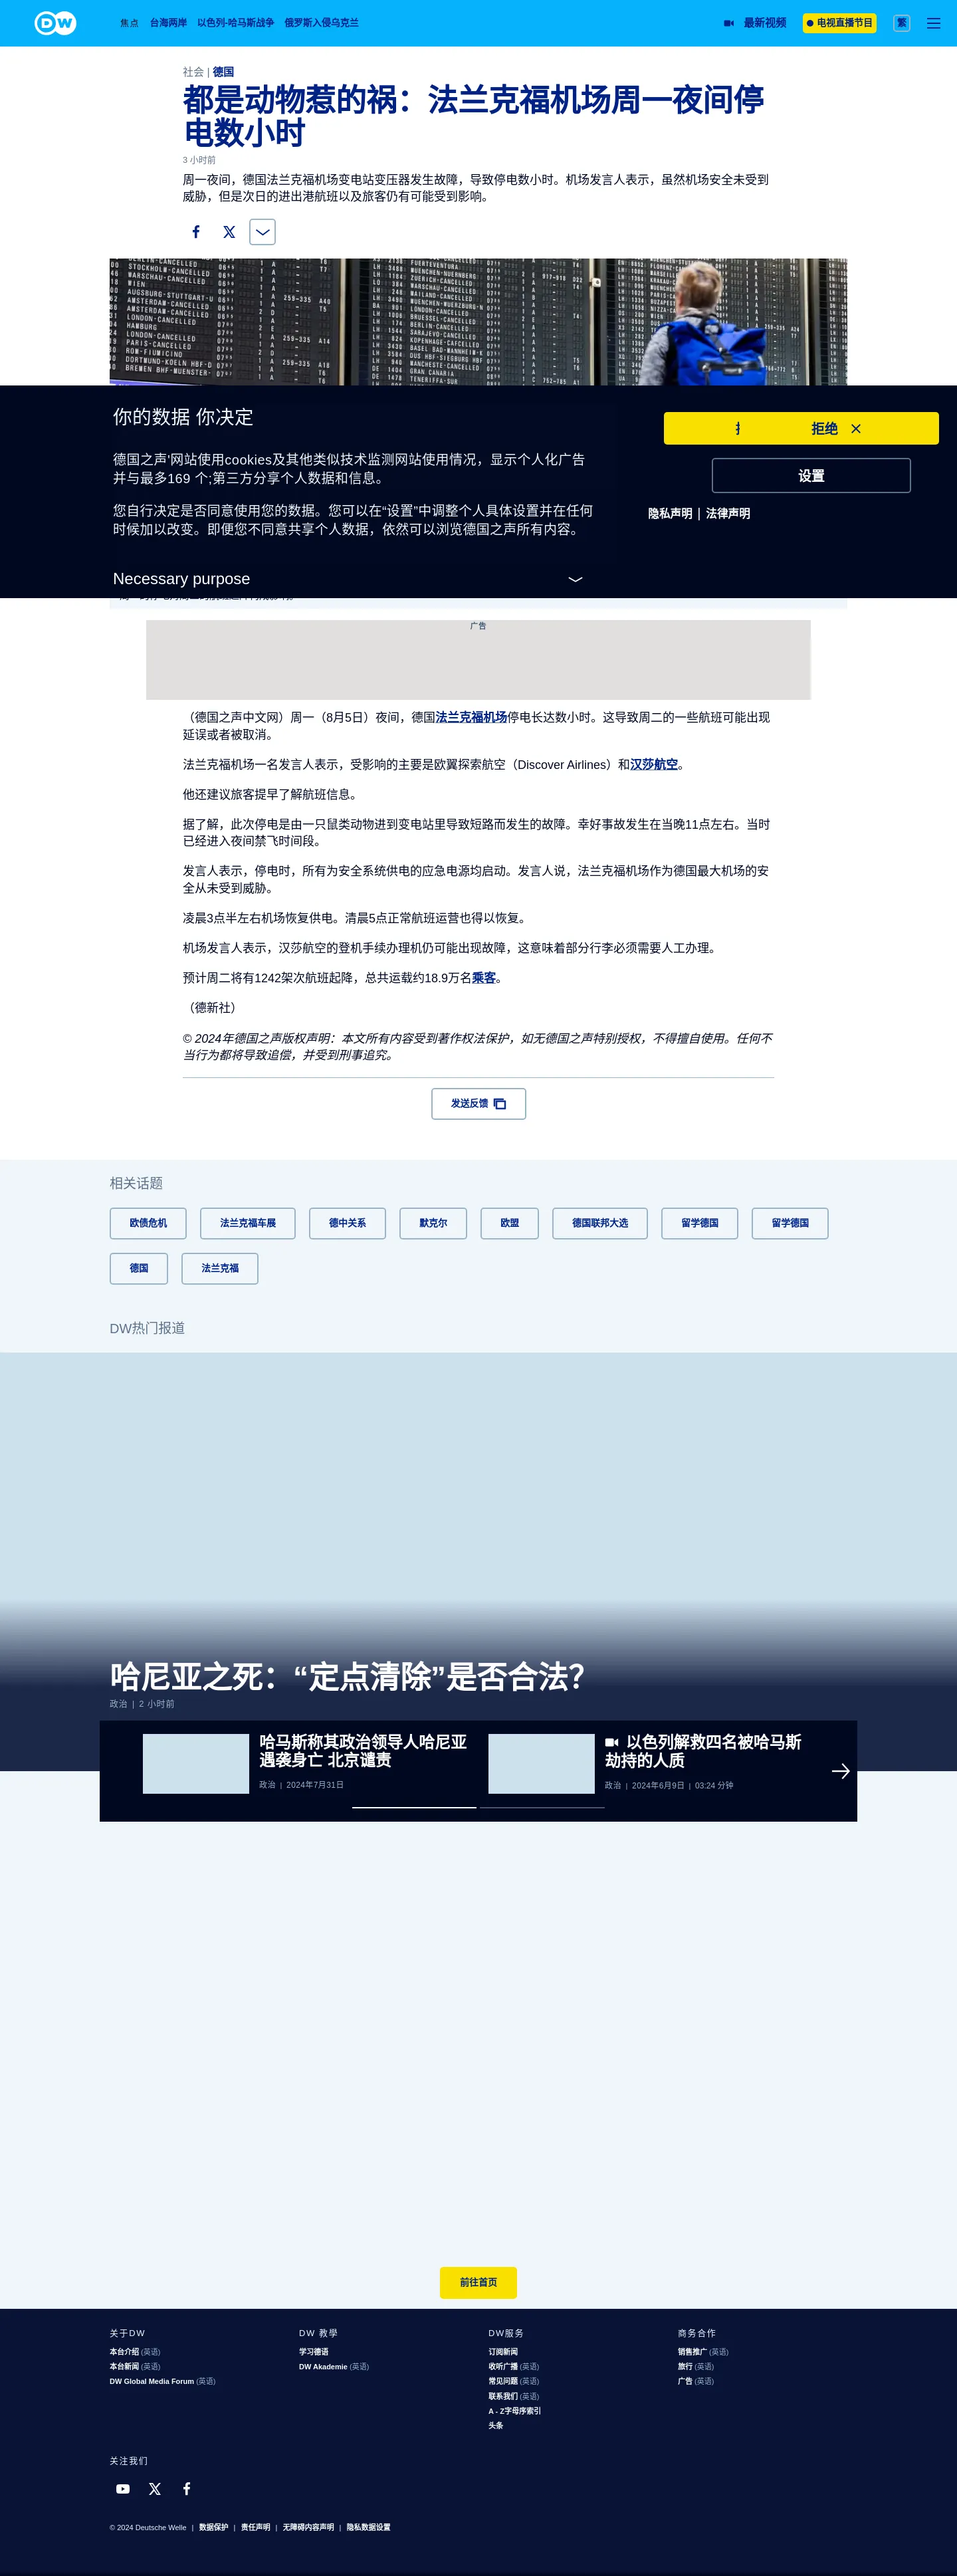 DW
焦点 台海两岸 以色列-哈马斯战争 俄罗斯入侵乌克兰
最新视频 电视直播节目 繁
社会 | 德国
都是动物惹的祸：法兰克福机场周一夜间停
电数小时
3 小时前
周一夜间，德国法兰克福机场变电站变压器发生故障，导致停电数小时。机场发言人表示，虽然机场安全未受到
威胁，但是次日的进出港航班以及旅客仍有可能受到影响。
你的数据 你决定
拒绝
德国之声’网站使用cookies及其他类似技术监测网站使用情况，显示个人化广告
并与最多169 个;第三方分享个人数据和信息。
设置
您自行决定是否同意使用您的数据。您可以在“设置”中调整个人具体设置并在任何
时候加以改变。即便您不同意共享个人数据，依然可以浏览德国之声所有内容。
隐私声明 | 法律声明
Necessary purpose
广告
（德国之声中文网）周一（8月5日）夜间，德国法兰克福机场停电长达数小时。这导致周二的一些航班可能出现
延误或者被取消。
法兰克福机场一名发言人表示，受影响的主要是欧翼探索航空（Discover Airlines）和汉莎航空。
他还建议旅客提早了解航班信息。
据了解，此次停电是由一只鼠类动物进到变电站里导致短路而发生的故障。幸好事故发生在当晚11点左右。当时
已经进入夜间禁飞时间段。
发言人表示，停电时，所有为安全系统供电的应急电源均启动。发言人说，法兰克福机场作为德国最大机场的安
全从未受到威胁。
凌晨3点半左右机场恢复供电。清晨5点正常航班运营也得以恢复。
机场发言人表示，汉莎航空的登机手续办理机仍可能出现故障，这意味着部分行李必须需要人工办理。
预计周二将有1242架次航班起降，总共运载约18.9万名乘客。
（德新社）
© 2024年德国之声版权声明：本文所有内容受到著作权法保护，如无德国之声特别授权，不得擅自使用。任何不
当行为都将导致追偿，并受到刑事追究。
发送反馈
相关话题
欧债危机 法兰克福车展 德中关系 默克尔 欧盟 德国联邦大选 留学德国 留学德国
德国 法兰克福
DW热门报道
哈尼亚之死：“定点清除”是否合法？
政治 | 2 小时前
哈马斯称其政治领导人哈尼亚
遇袭身亡 北京谴责
政治 | 2024年7月31日
以色列解救四名被哈马斯
劫持的人质
政治 | 2024年6月9日 | 03:24 分钟
前往首页
关于DW
本台介绍 (英语)
本台新闻 (英语)
DW Global Media Forum (英语)
DW 教學
学习德语
DW Akademie (英语)
DW服务
订阅新闻
收听广播 (英语)
常见问题 (英语)
联系我们 (英语)
A - Z字母序索引
头条
商务合作
销售推广 (英语)
旅行 (英语)
广告 (英语)
关注我们
© 2024 Deutsche Welle | 数据保护 | 责任声明 | 无障碍内容声明 | 隐私数据设置